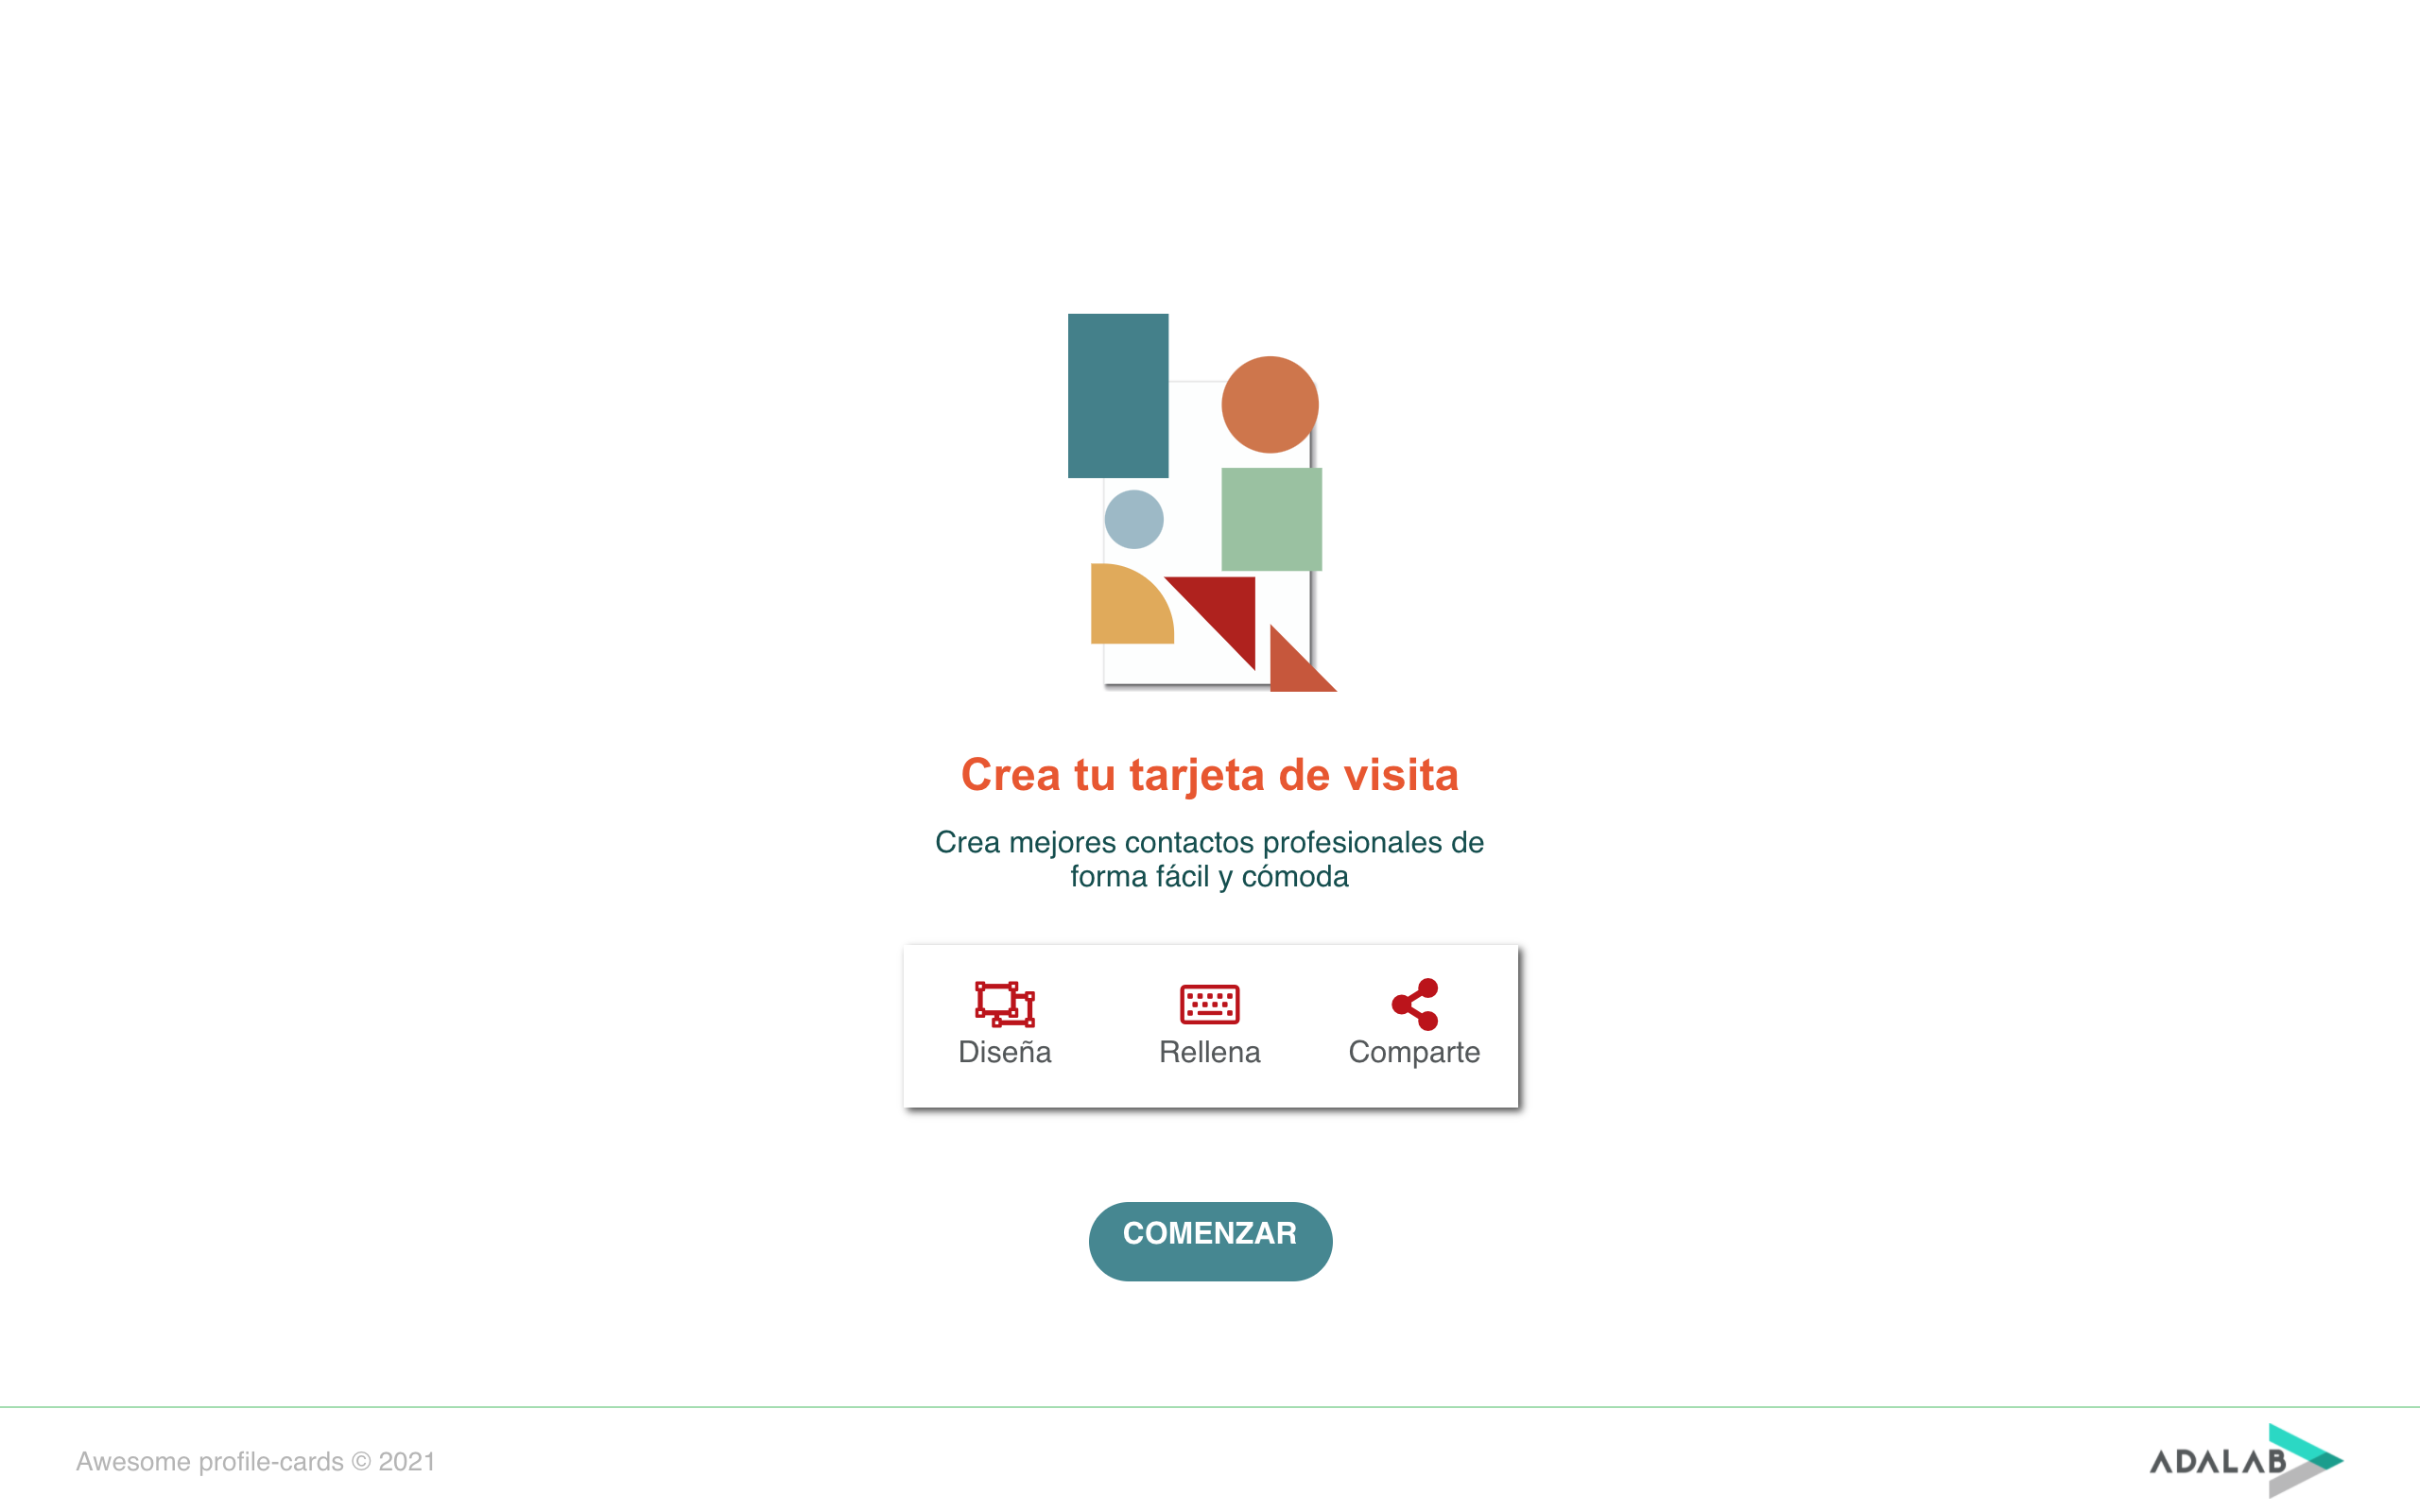 Crea tu tarjeta de visita
Crea mejores contactos profesionales de
forma fácil y cómoda
Diseña
Rellena
Comparte
COMENZAR
Awesome profile-cards © 2021
ADALAB